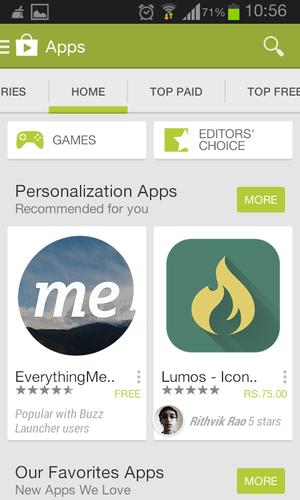 71% 10:56
Apps
RIES HOME TOP PAID TOP FREE
GAMES
EDITORS'
CHOICE
Personalization Apps
Recommended for you
MORE
me.
EverythingMe..
FREE
Popular with Buzz
Launcher users
Lumos - Icon..
RS.75.00
Rithvik Rao 5 stars
Our Favorites Apps
New Apps We Love
MORE